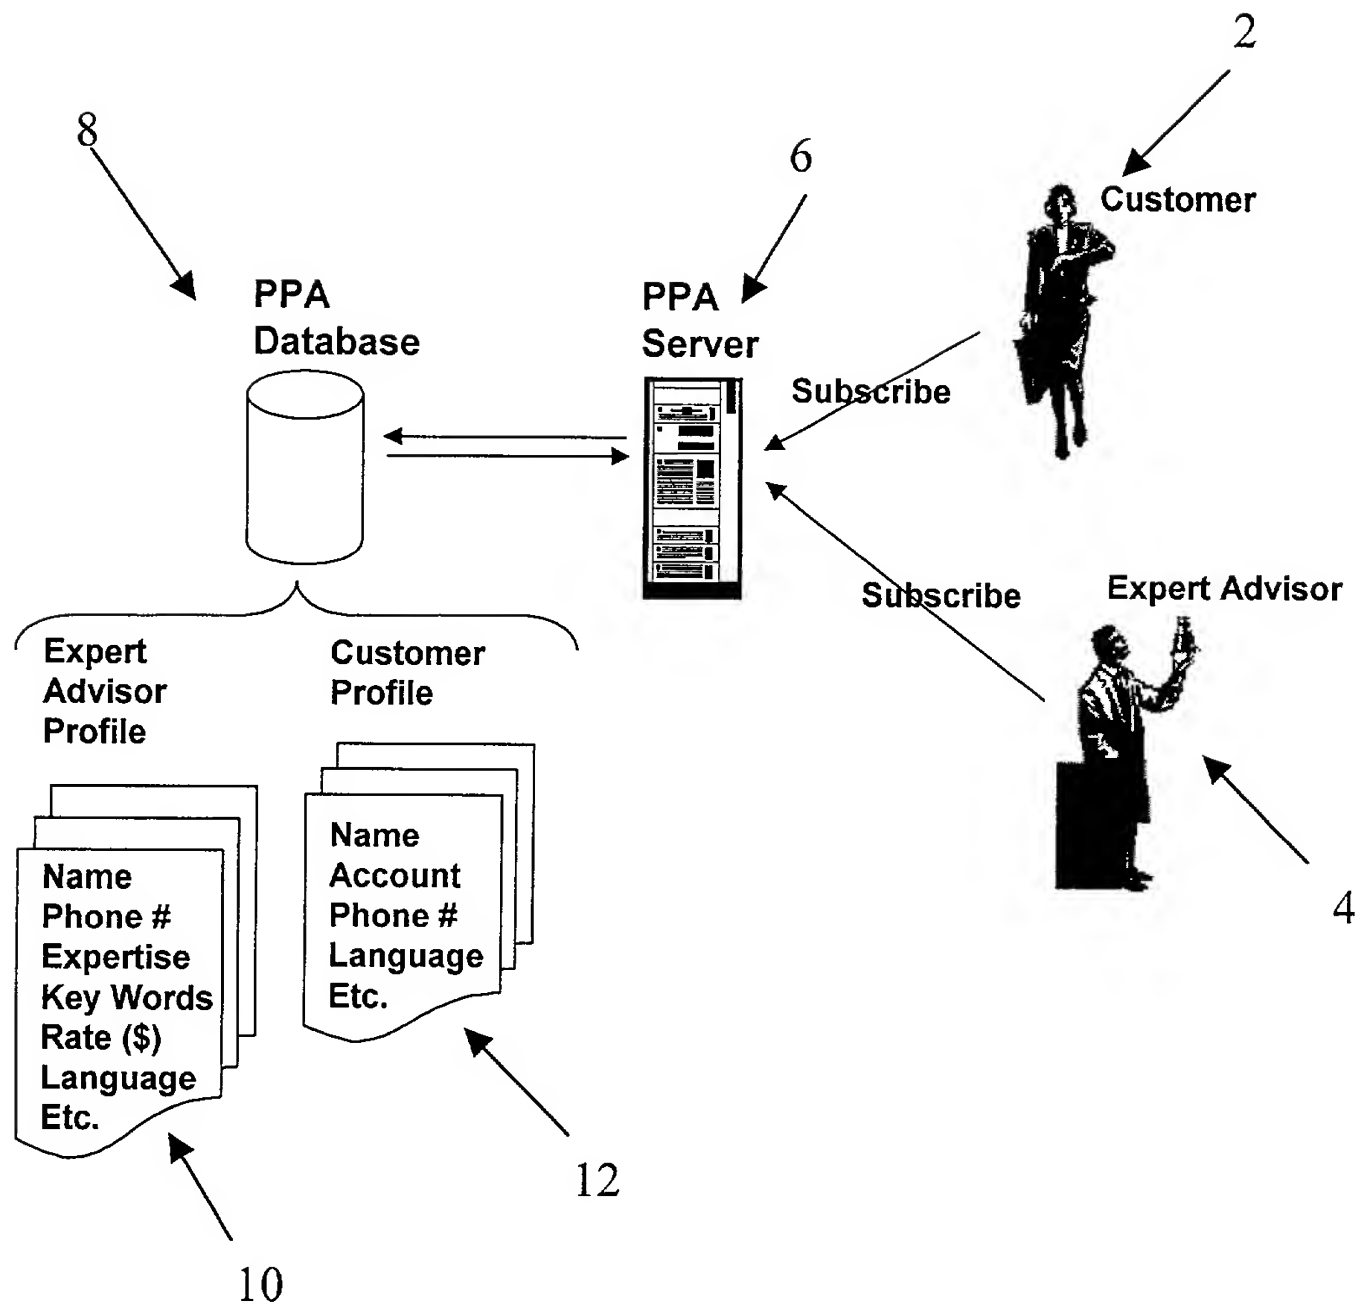 2
8
6
Customer
PPA
Database
PPA
Server
Subscribe
Subscribe
Expert Advisor
4
Expert
Advisor
Profile
Customer
Profile
Name
Phone #
Expertise
Key Words
Rate ($)
Language
Etc.
Name
Account
Phone #
Language
Etc.
12
10